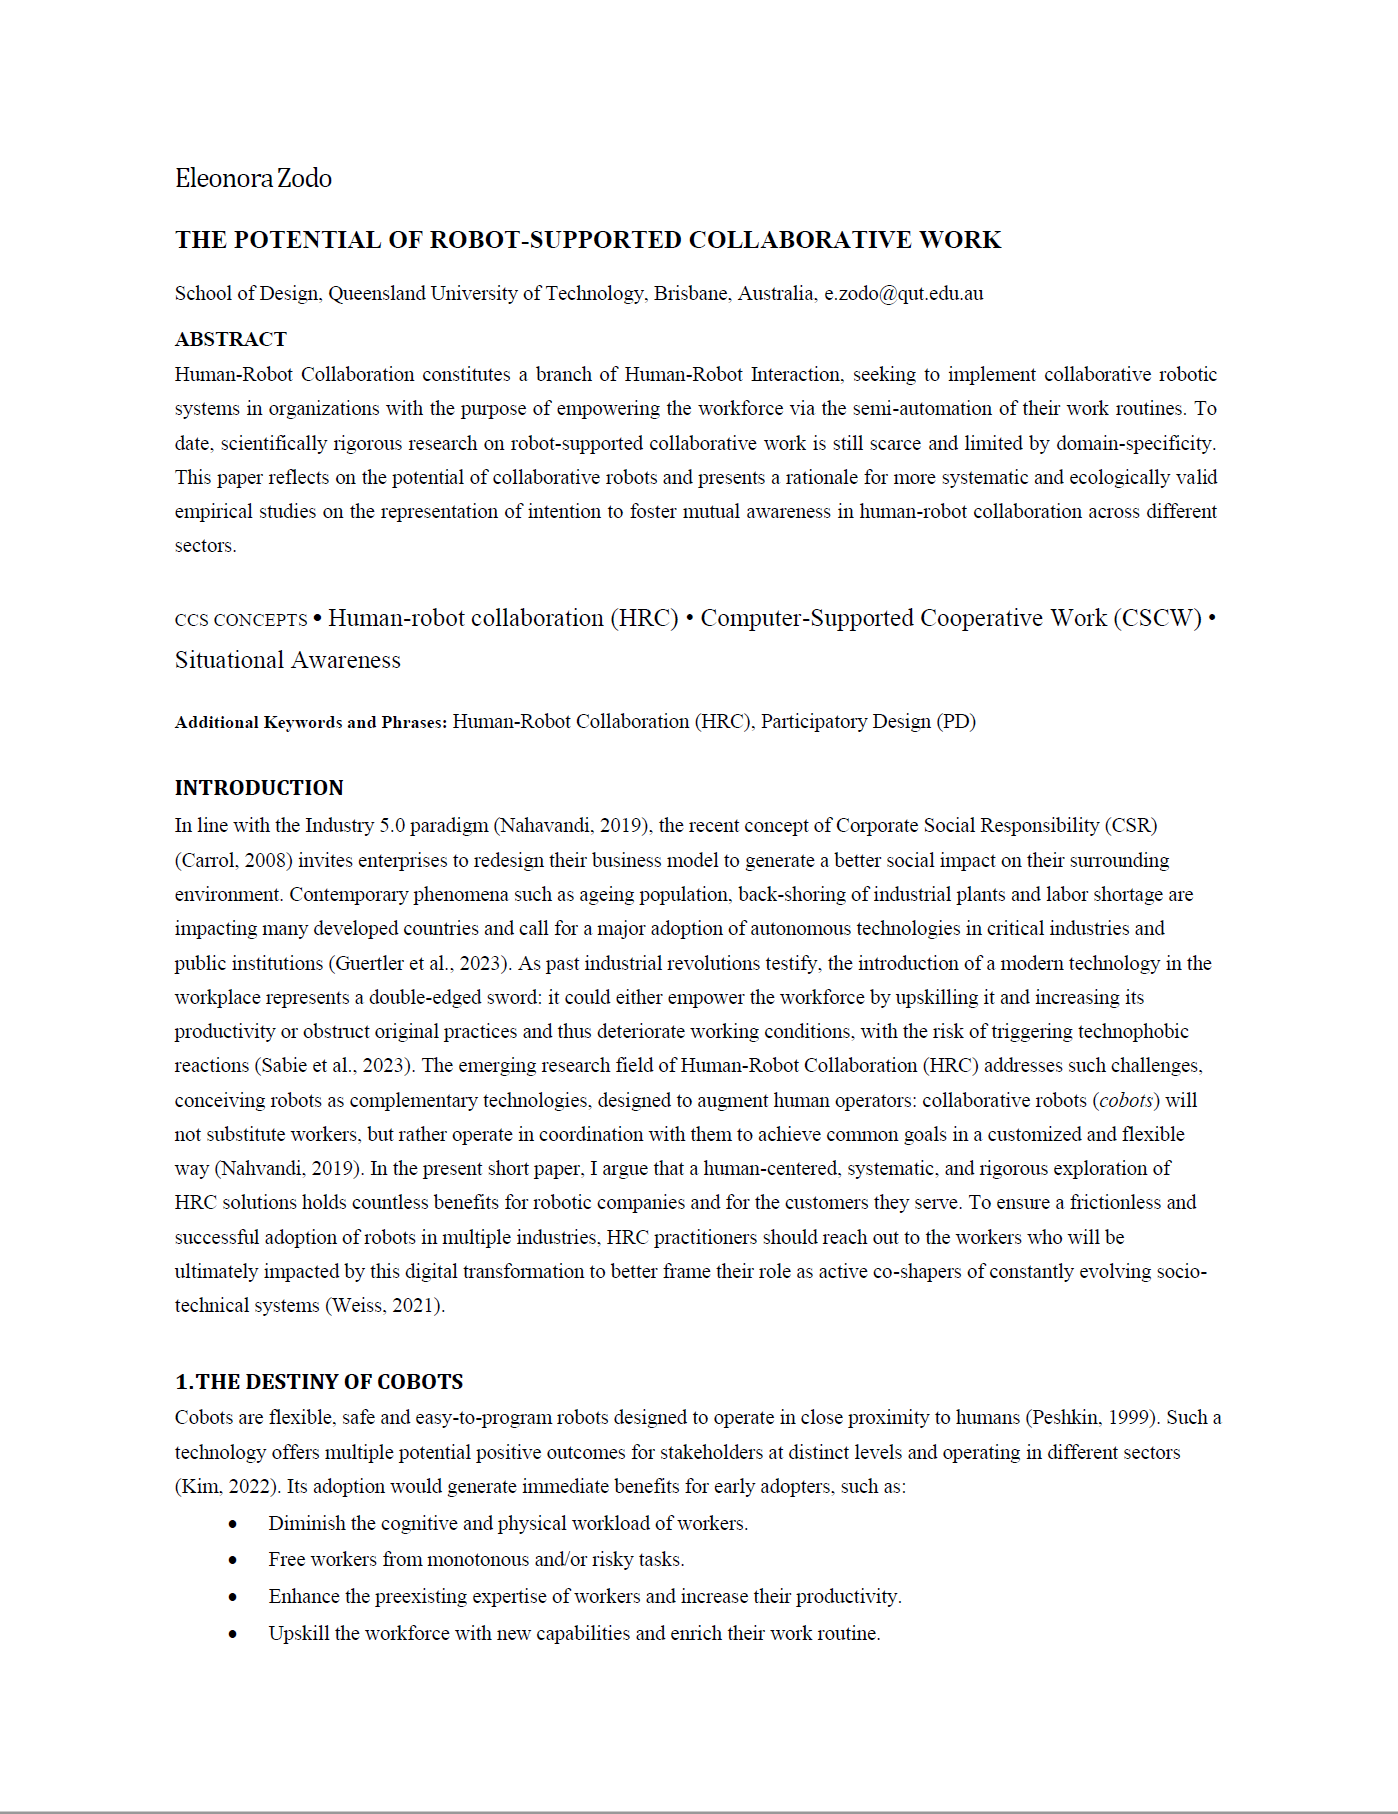 Eleonora Zodo
THE POTENTIAL OF ROBOT-SUPPORTED COLLABORATIVE WORK
School of Design, Queensland University of Technology, Brisbane, Australia, e.zodo@qut.edu.au
ABSTRACT
Human-Robot Collaboration constitutes a branch of Human-Robot Interaction, seeking to implement collaborative robotic
systems in organizations with the purpose of empowering the workforce via the semi-automation of their work routines. To
date, scientifically rigorous research on robot-supported collaborative work is still scarce and limited by domain-specificity.
This paper reflects on the potential of collaborative robots and presents a rationale for more systematic and ecologically valid
empirical studies on the representation of intention to foster mutual awareness in human-robot collaboration across different
sectors.
CCS CONCEPTS • Human-robot collaboration (HRC) • Computer-Supported Cooperative Work (CSCW) •
Situational Awareness
Additional Keywords and Phrases: Human-Robot Collaboration (HRC), Participatory Design (PD)
INTRODUCTION
In line with the Industry 5.0 paradigm (Nahavandi, 2019), the recent concept of Corporate Social Responsibility (CSR)
(Carrol, 2008) invites enterprises to redesign their business model to generate a better social impact on their surrounding
environment. Contemporary phenomena such as ageing population, back-shoring of industrial plants and labor shortage are
impacting many developed countries and call for a major adoption of autonomous technologies in critical industries and
public institutions (Guertler et al., 2023). As past industrial revolutions testify, the introduction of a modern technology in the
workplace represents a double-edged sword: it could either empower the workforce by upskilling it and increasing its
productivity or obstruct original practices and thus deteriorate working conditions, with the risk of triggering technophobic
reactions (Sabie et al., 2023). The emerging research field of Human-Robot Collaboration (HRC) addresses such challenges,
conceiving robots as complementary technologies, designed to augment human operators: collaborative robots (cobots) will
not substitute workers, but rather operate in coordination with them to achieve common goals in a customized and flexible
way (Nahvandi, 2019). In the present short paper, I argue that a human-centered, systematic, and rigorous exploration of
HRC solutions holds countless benefits for robotic companies and for the customers they serve. To ensure a frictionless and
successful adoption of robots in multiple industries, HRC practitioners should reach out to the workers who will be
ultimately impacted by this digital transformation to better frame their role as active co-shapers of constantly evolving socio-
technical systems (Weiss, 2021).
1.THE DESTINY OF COBOTS
Cobots are flexible, safe and easy-to-program robots designed to operate in close proximity to humans (Peshkin, 1999). Such a
technology offers multiple potential positive outcomes for stakeholders at distinct levels and operating in different sectors
(Kim, 2022). Its adoption would generate immediate benefits for early adopters, such as:
• Diminish the cognitive and physical workload of workers.
• Free workers from monotonous and/or risky tasks.
• Enhance the preexisting expertise of workers and increase their productivity.
• Upskill the workforce with new capabilities and enrich their work routine.